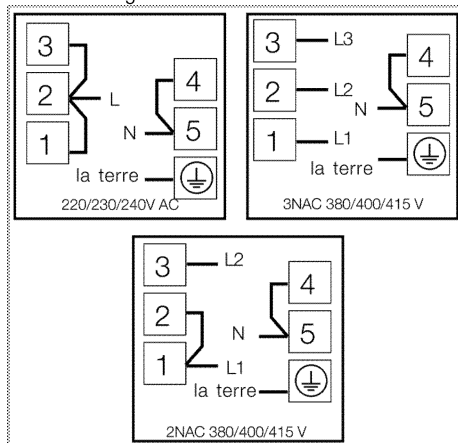 3
2
1
L
4
N
5
la terre
220/230/240V AC
3
L3
2
L2
1
L1
4
N
5
la terre
3NAC 380/400/415 V
3
L2
2
1
L1
4
N
5
la terre
2NAC 380/400/415 V